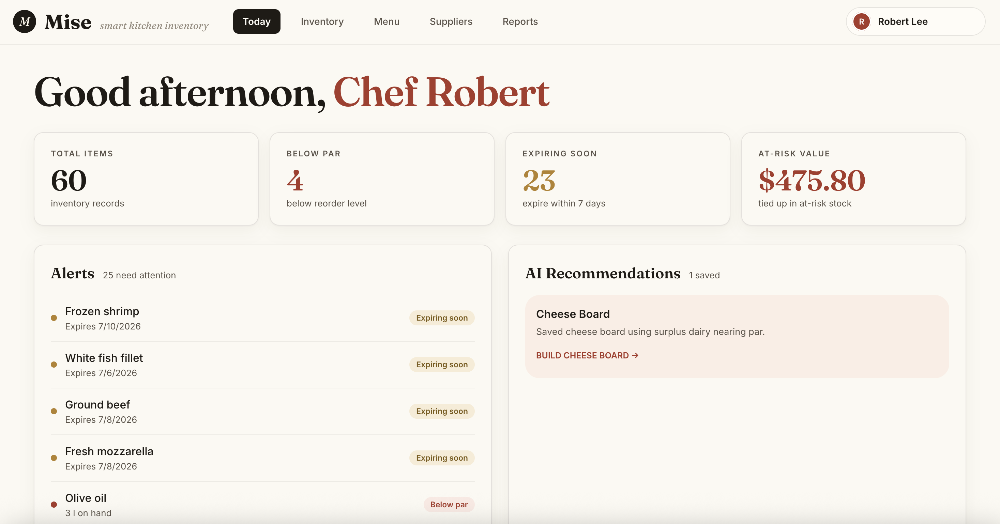 M Mise smart kitchen inventory Today Inventory Menu Suppliers Reports R Robert Lee
Good afternoon, Chef Robert
TOTAL ITEMS
60
inventory records
BELOW PAR
4
below reorder level
EXPIRING SOON
23
expire within 7 days
AT-RISK VALUE
$475.80
tied up in at-risk stock
Alerts 25 need attention
Frozen shrimp
Expires 7/10/2026
Expiring soon
White fish fillet
Expires 7/6/2026
Expiring soon
Ground beef
Expires 7/8/2026
Expiring soon
Fresh mozzarella
Expires 7/8/2026
Expiring soon
Olive oil
3 l on hand
Below par
AI Recommendations 1 saved
Cheese Board
Saved cheese board using surplus dairy nearing par.
BUILD CHEESE BOARD →